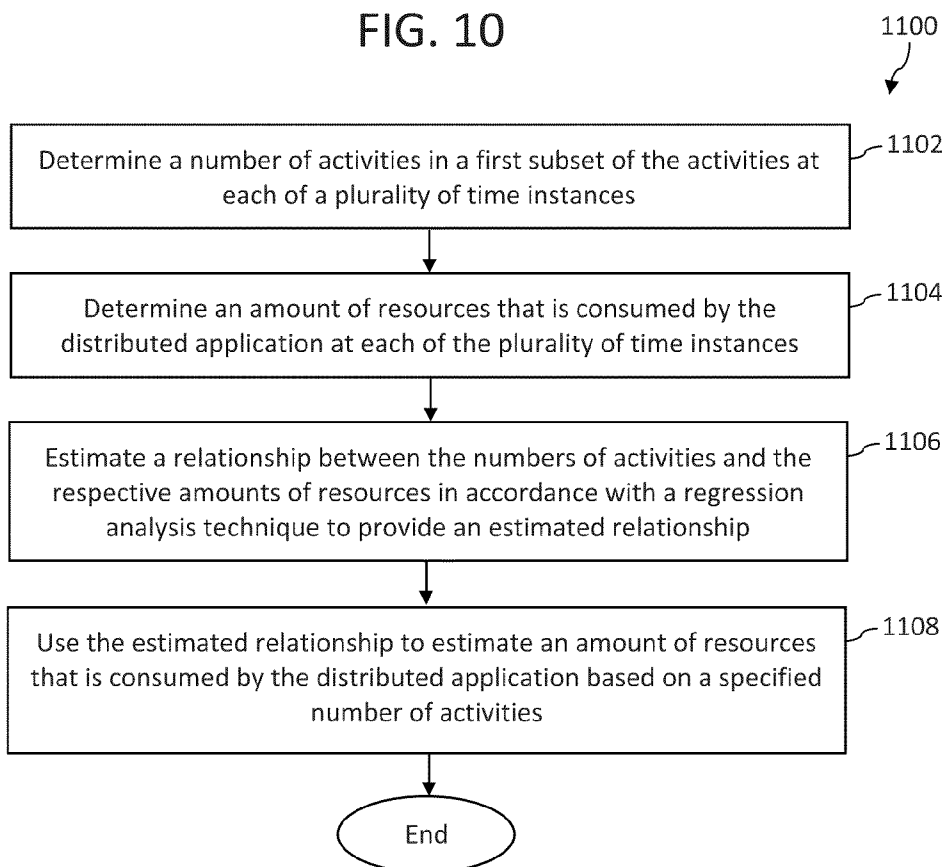 FIG. 10
1100
Determine a number of activities in a first subset of the activities at
each of a plurality of time instances
1102
Determine an amount of resources that is consumed by the
distributed application at each of the plurality of time instances
1104
Estimate a relationship between the numbers of activities and the
respective amounts of resources in accordance with a regression
analysis technique to provide an estimated relationship
1106
Use the estimated relationship to estimate an amount of resources
that is consumed by the distributed application based on a specified
number of activities
1108
End